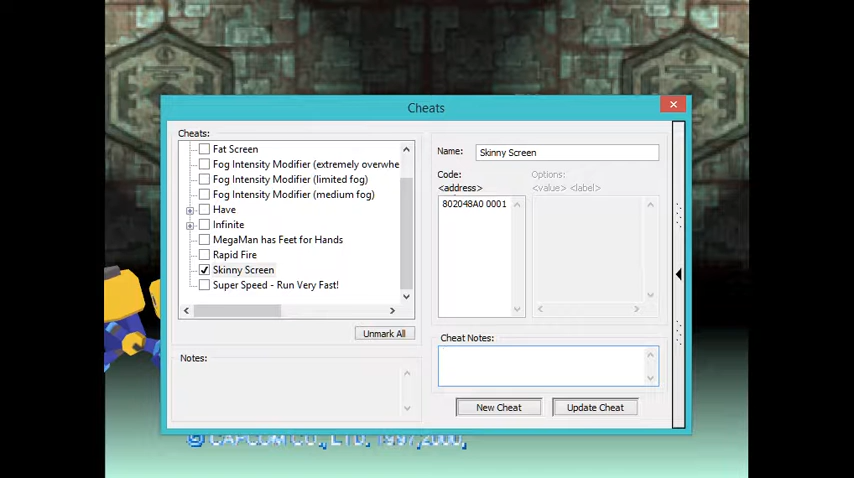 Cheats
Cheats:
Fat Screen
Fog Intensity Modifier (extremely overwhe
Fog Intensity Modifier (limited fog)
Fog Intensity Modifier (medium fog)
Have
Infinite
MegaMan has Feet for Hands
Rapid Fire
Skinny Screen
Super Speed - Run Very Fast!
Unmark All
Notes:
Name: Skinny Screen
Code: Options:
<address> <value> <label>
802048A0 0001
Cheat Notes:
New Cheat Update Cheat
© CAPCOM CO., LTD. 1997,2000,